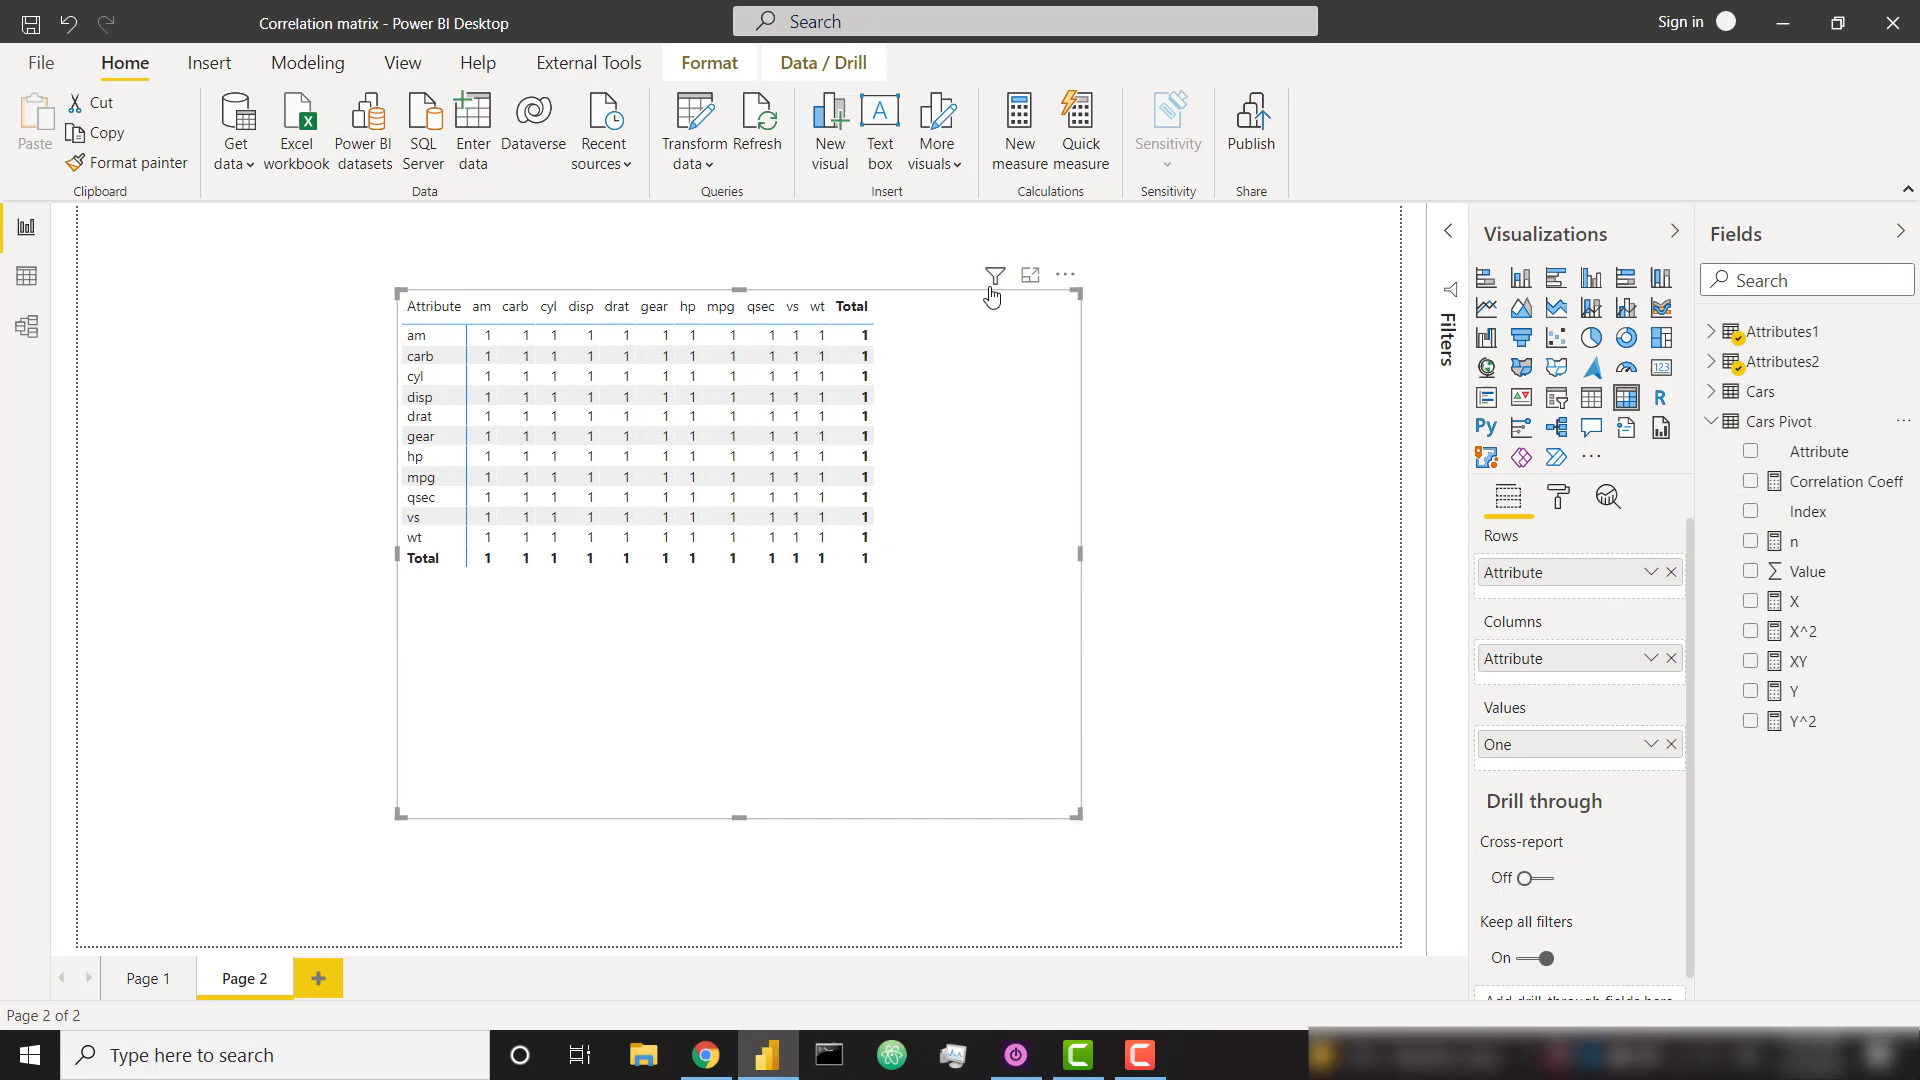 Correlation matrix - Power BI Desktop
Search
Sign in
File Home Insert Modeling View Help External Tools Format Data / Drill
Paste
Cut
Copy
Format painter
Clipboard
Get data
Excel workbook
Power BI datasets
SQL Server
Enter data
Dataverse
Recent sources
Data
Transform data
Refresh
Queries
New visual
A
Text box
More visuals
Insert
New measure
Quick measure
Calculations
Sensitivity
Sensitivity
Publish
Share
Attribute am carb cyl disp drat gear hp mpg qsec vs wt Total
am 1 1 1 1 1 1 1 1 1 1 1 1
carb 1 1 1 1 1 1 1 1 1 1 1 1
cyl 1 1 1 1 1 1 1 1 1 1 1 1
disp 1 1 1 1 1 1 1 1 1 1 1 1
drat 1 1 1 1 1 1 1 1 1 1 1 1
gear 1 1 1 1 1 1 1 1 1 1 1 1
hp 1 1 1 1 1 1 1 1 1 1 1 1
mpg 1 1 1 1 1 1 1 1 1 1 1 1
qsec 1 1 1 1 1 1 1 1 1 1 1 1
vs 1 1 1 1 1 1 1 1 1 1 1 1
wt 1 1 1 1 1 1 1 1 1 1 1 1
Total 1 1 1 1 1 1 1 1 1 1 1 1
Filters
Visualizations
123
R
Py
Rows
Attribute
Columns
Attribute
Values
One
Drill through
Cross-report
Off
Keep all filters
On
Add drill-through fields here
Fields
Search
Attributes1
Attributes2
Cars
Cars Pivot
Attribute
Correlation Coeff
Index
n
Σ Value
X
X^2
XY
Y
Y^2
Page 1
Page 2
Page 2 of 2
Type here to search